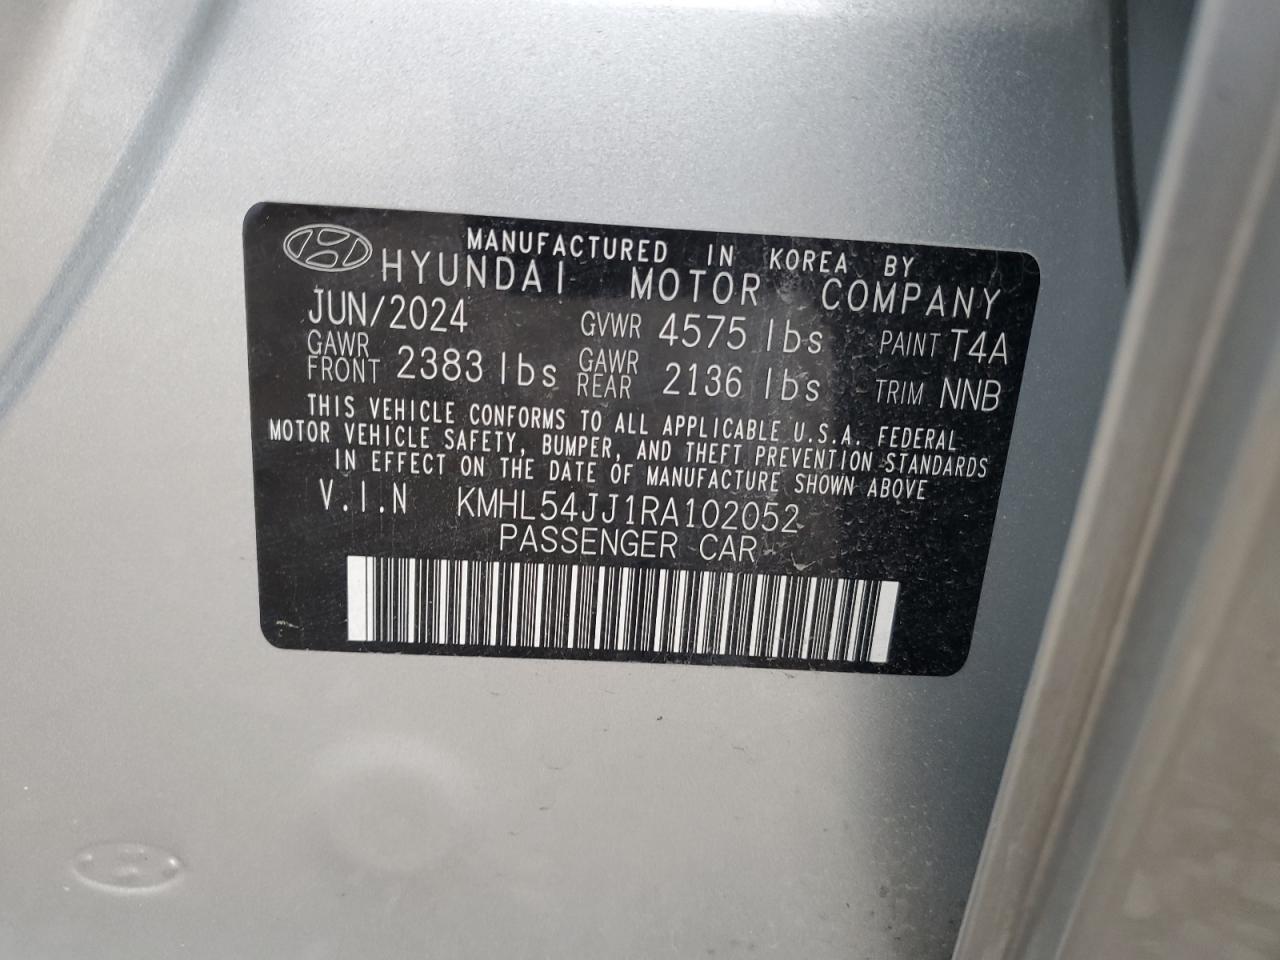 MANUFACTURED IN KOREA BY
HYUNDAI MOTOR COMPANY
JUN/2024 GVWR 4575 lbs PAINT T4A
GAWR FRONT 2383 lbs GAWR REAR 2136 lbs TRIM NNB
THIS VEHICLE CONFORMS TO ALL APPLICABLE U.S.A. FEDERAL
MOTOR VEHICLE SAFETY, BUMPER, AND THEFT PREVENTION STANDARDS
IN EFFECT ON THE DATE OF MANUFACTURE SHOWN ABOVE
V.I.N KMHL54JJ1RA102052
PASSENGER CAR